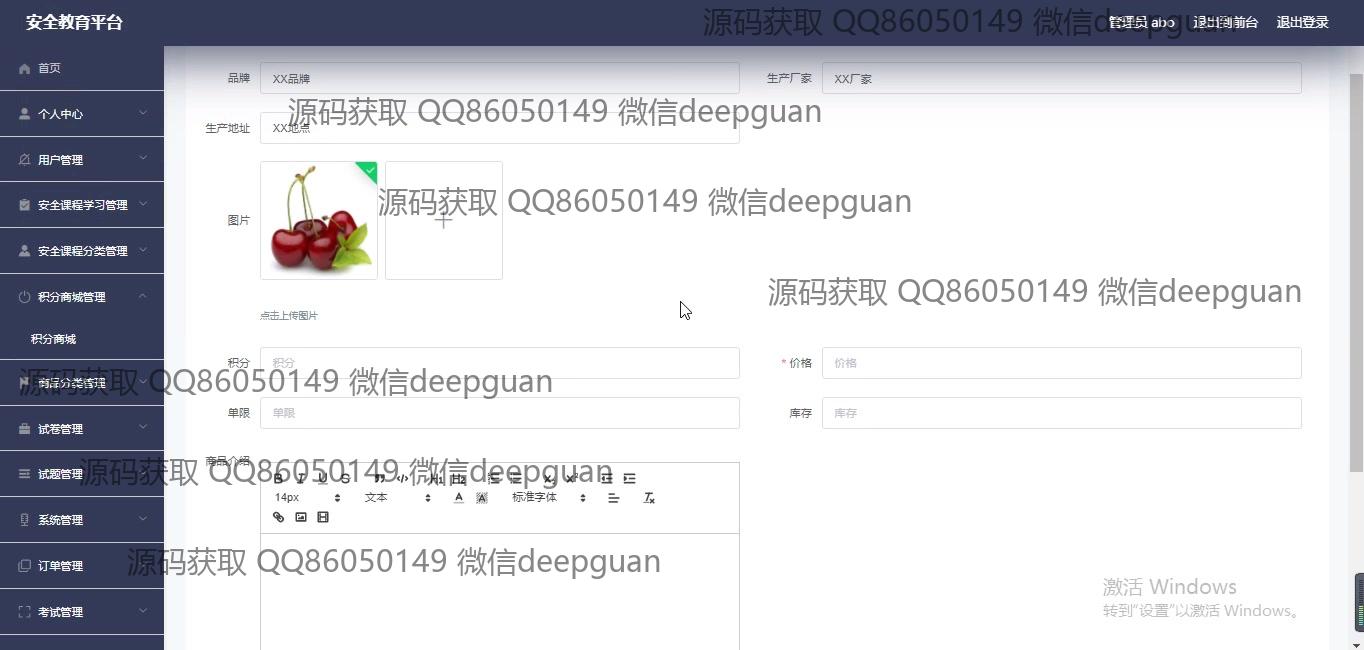 安全教育平台
管理员 abo 退出到前台 退出登录
源码获取 QQ86050149 微信deepguan
首页
个人中心
用户管理
安全课程学习管理
安全课程分类管理
积分商城管理
积分商城
商品分类管理
试卷管理
试题管理
系统管理
订单管理
考试管理
品牌 XX品牌 生产厂家 XX厂家
源码获取 QQ86050149 微信deepguan
生产地址 XX地点
源码获取 QQ86050149 微信deepguan
图片
源码获取 QQ86050149 微信deepguan
点击上传图片
积分 积分 * 价格 价格
源码获取 QQ86050149 微信deepguan
单限 单限 库存 库存
商品介绍
源码获取 QQ86050149 微信deepguan
14px 文本 标准字体
源码获取 QQ86050149 微信deepguan
激活 Windows
转到“设置”以激活 Windows。